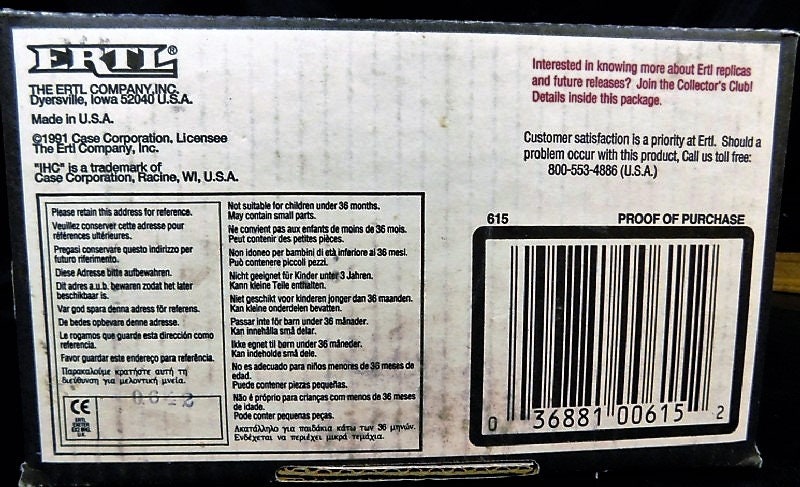 ERTL®
THE ERTL COMPANY,INC.
Dyersville, Iowa 52040 U.S.A.
Made in U.S.A.
©1991 Case Corporation. Licensee
The Ertl Company, Inc.
"IHC" is a trademark of
Case Corporation, Racine, WI, U.S.A.
Interested in knowing more about Ertl replicas
and future releases? Join the Collector's Club!
Details inside this package.
Customer satisfaction is a priority at Ertl. Should a
problem occur with this product, Call us toll free:
800-553-4886 (U.S.A.)
Please retain this address for reference.
Veuillez conserver cette adresse pour
références ultérieures.
Pregasi conservare questo indirizzo per
futuro riferimento.
Diese Adresse bitte aufbewahren.
Dit adres a.u.b. bewaren zodat het later
beschikbaar is.
Var god spara denna adress för referens.
De bedes opbevare denne adresse.
Le rogamos que guarde esta dirección como
referencia.
Favor guardar este endereço para referência.
Παρακαλούμε κρατήστε αυτή τη
διεύθυνση για μελοντική μνεία.
CE
ERTL
EXETER
U.K.
Not suitable for children under 36 months.
May contain small parts.
Ne convient pas aux enfants de moins de 36 mois.
Peut contenir des petites pièces.
Non idoneo per bambini di età inferiore ai 36 mesi.
Può contenere piccoli pezzi.
Nicht geeignet für Kinder unter 3 Jahren.
Kann kleine Teile enthalten.
Niet geschikt voor kinderen jonger dan 36 maanden.
Kan kleine onderdelen bevatten.
Passar inte för barn under 36 månader.
Kan innehålla små delar.
Ikke egnet til børn under 36 måneder.
Kan indeholde små dele.
No es adecuado para niños menores de 36 meses de
edad.
Puede contener piezas pequeñas.
Não é próprio para crianças com menos de 36 meses
de idade.
Pode conter pequenas peças.
Ακατάλληλο για παιδάκια κάτω των 36 μηνών.
Ενδέχεται να περιέχει μικρά τεμάχια.
615 PROOF OF PURCHASE
0 36881 00615 2